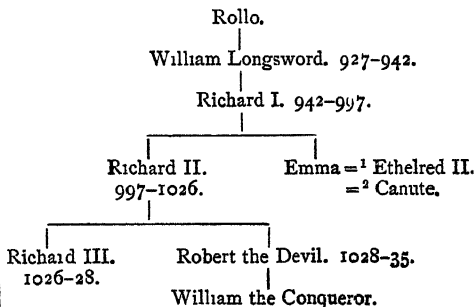 Rollo.
William Longsword. 927–942.
Richard I. 942–997.
Richard II. Emma = ¹ Ethelred II.
997–1026. = ² Canute.
Richard III. Robert the Devil. 1028–35.
1026–28.
William the Conqueror.